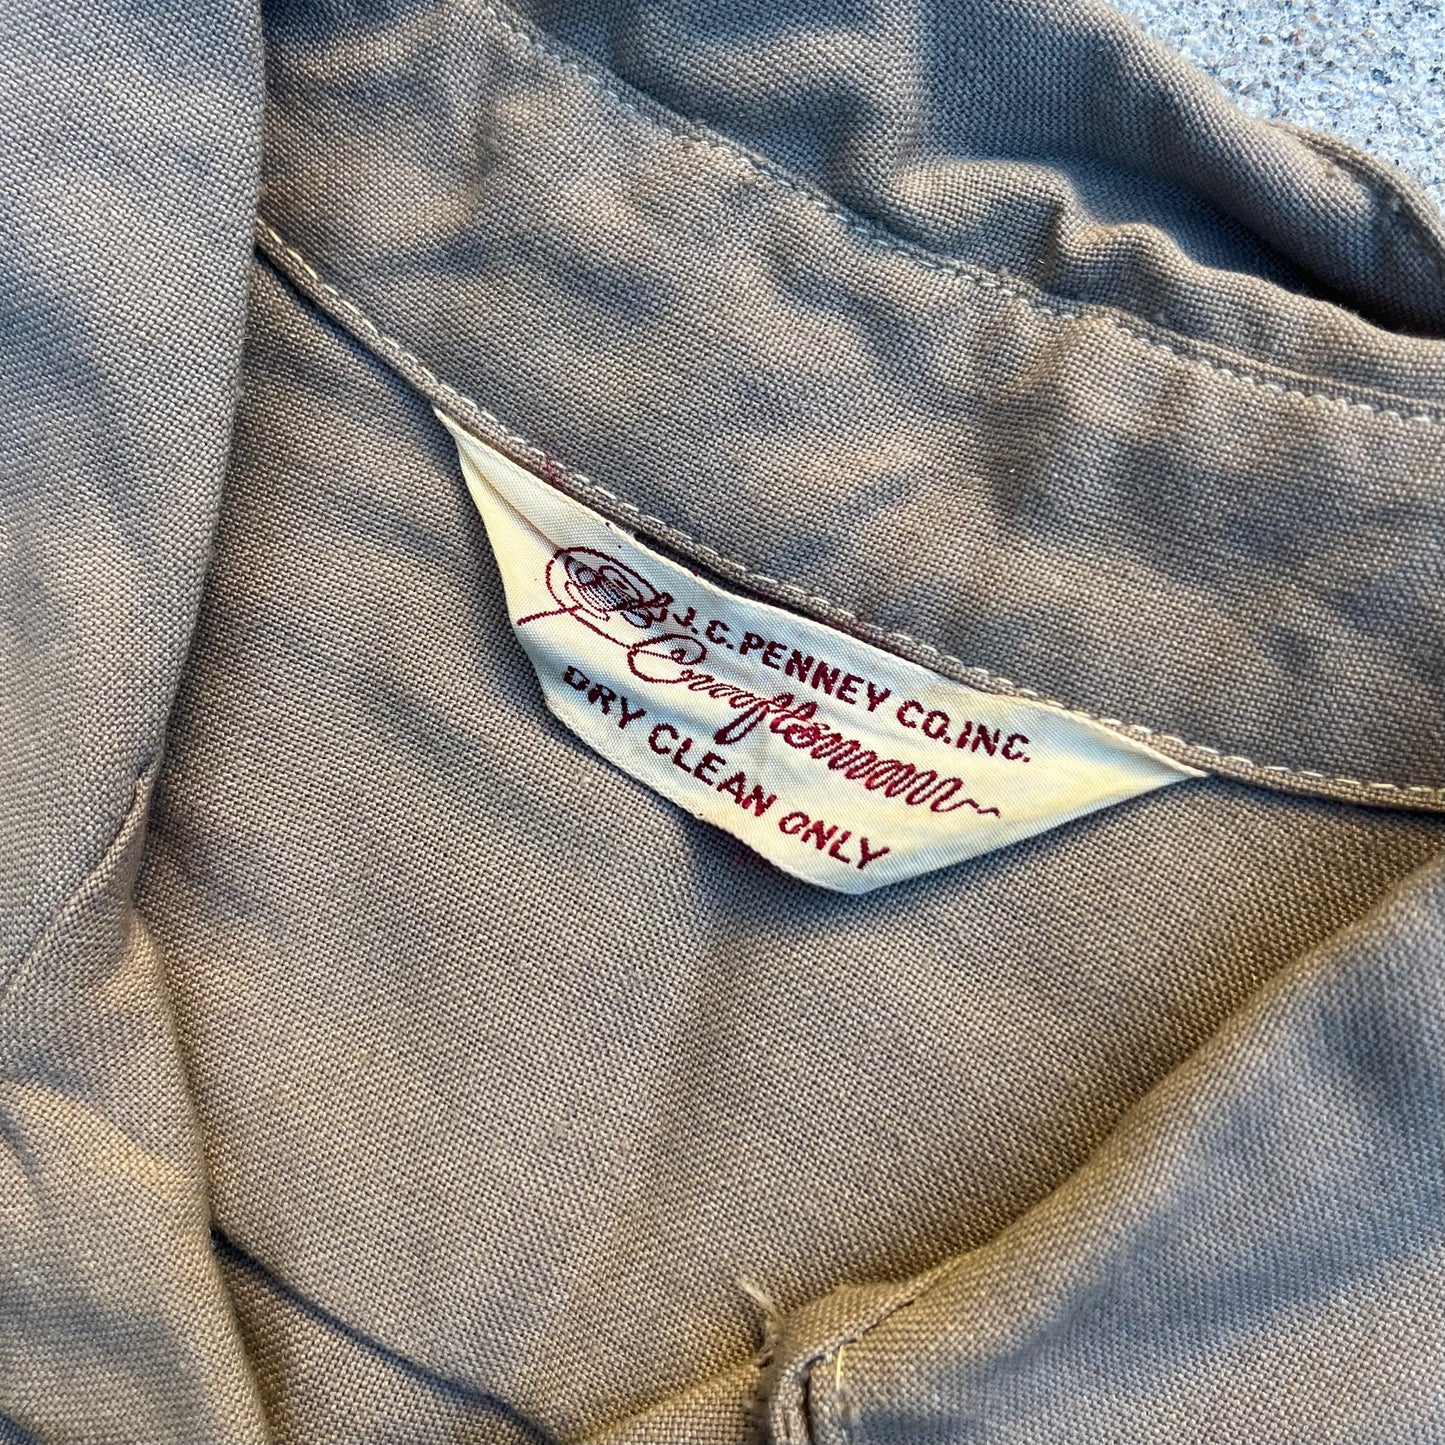 J.C. PENNEY CO. INC.
Craftsman
DRY CLEAN ONLY